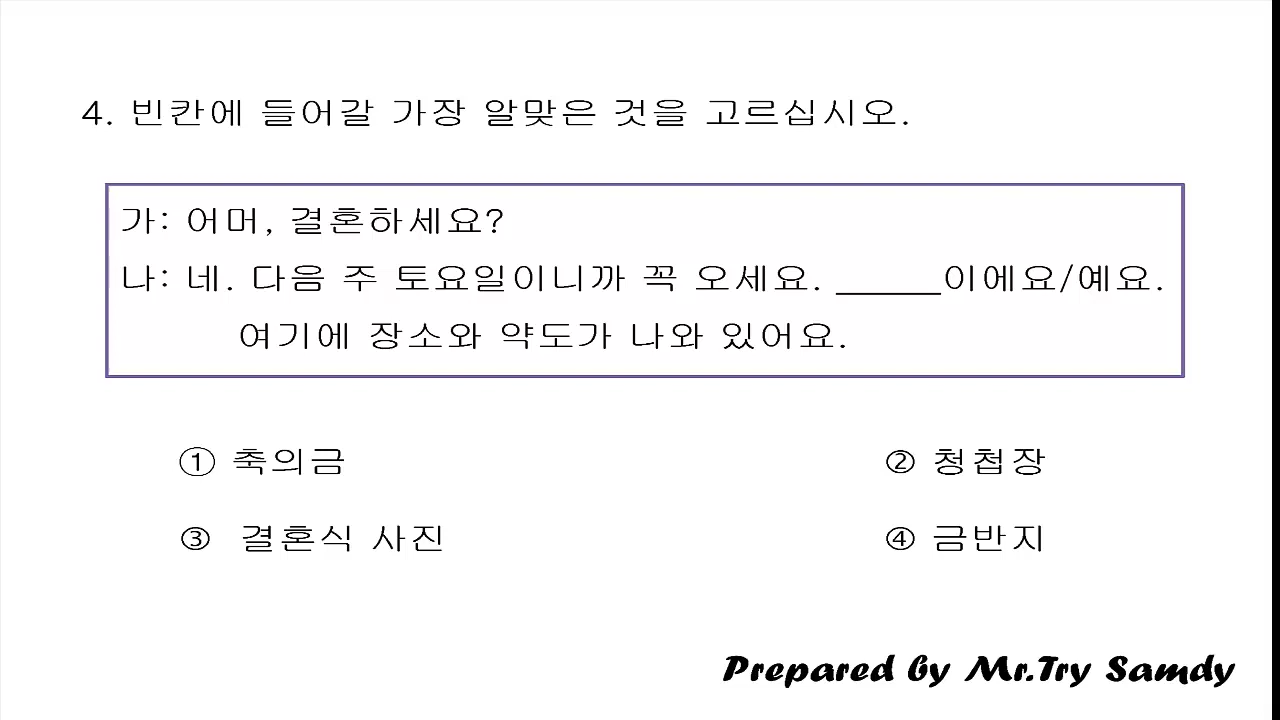 4. 빈칸에 들어갈 가장 알맞은 것을 고르십시오.
가: 어머, 결혼하세요?
나: 네. 다음 주 토요일이니까 꼭 오세요. ______이에요/예요.
여기에 장소와 약도가 나와 있어요.
① 축의금 ② 청첩장
③ 결혼식 사진 ④ 금반지
Prepared by Mr.Try Samdy